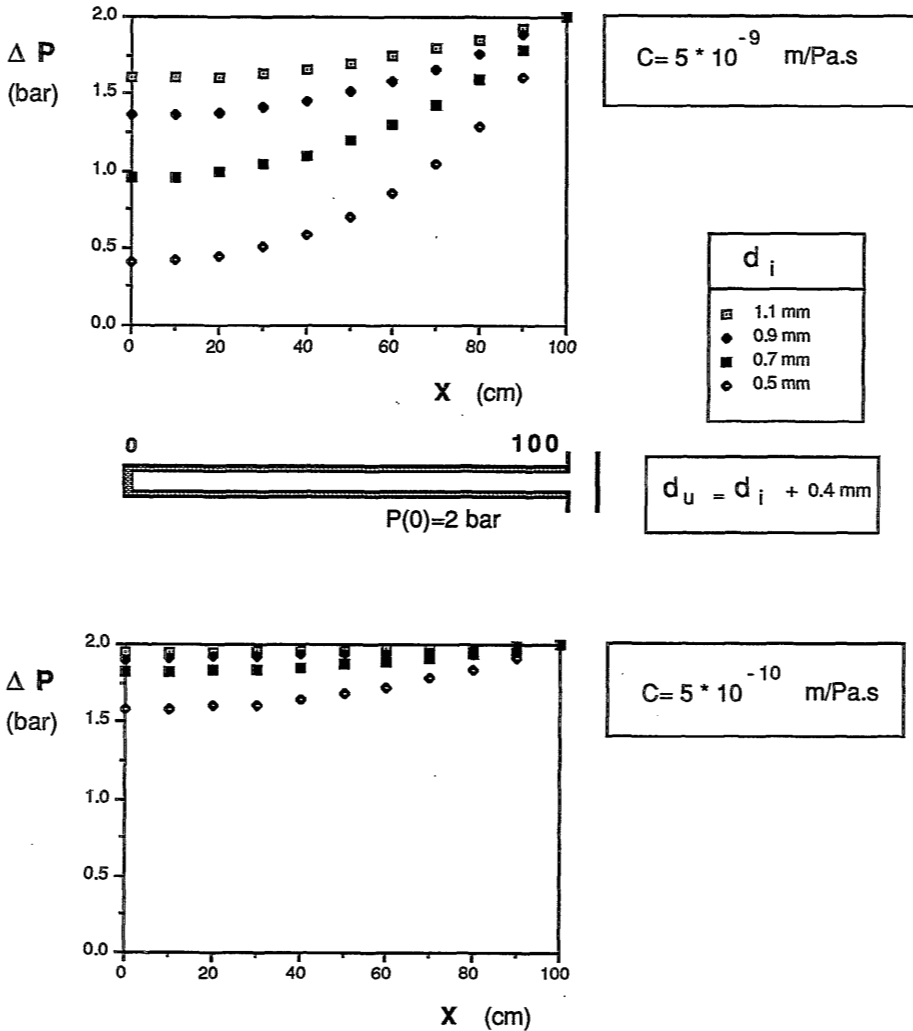 Δ P
(bar)
2.0
1.5
1.0
0.5
0.0
0 20 40 60 80 100
X (cm)
C= 5 * 10 -9 m/Pa.s
d i
1.1 mm
0.9 mm
0.7 mm
0.5 mm
0 100
P(0)=2 bar
d u = d i + 0.4 mm
Δ P
(bar)
2.0
1.5
1.0
0.5
0.0
0 20 40 60 80 100
X (cm)
C= 5 * 10 -10 m/Pa.s